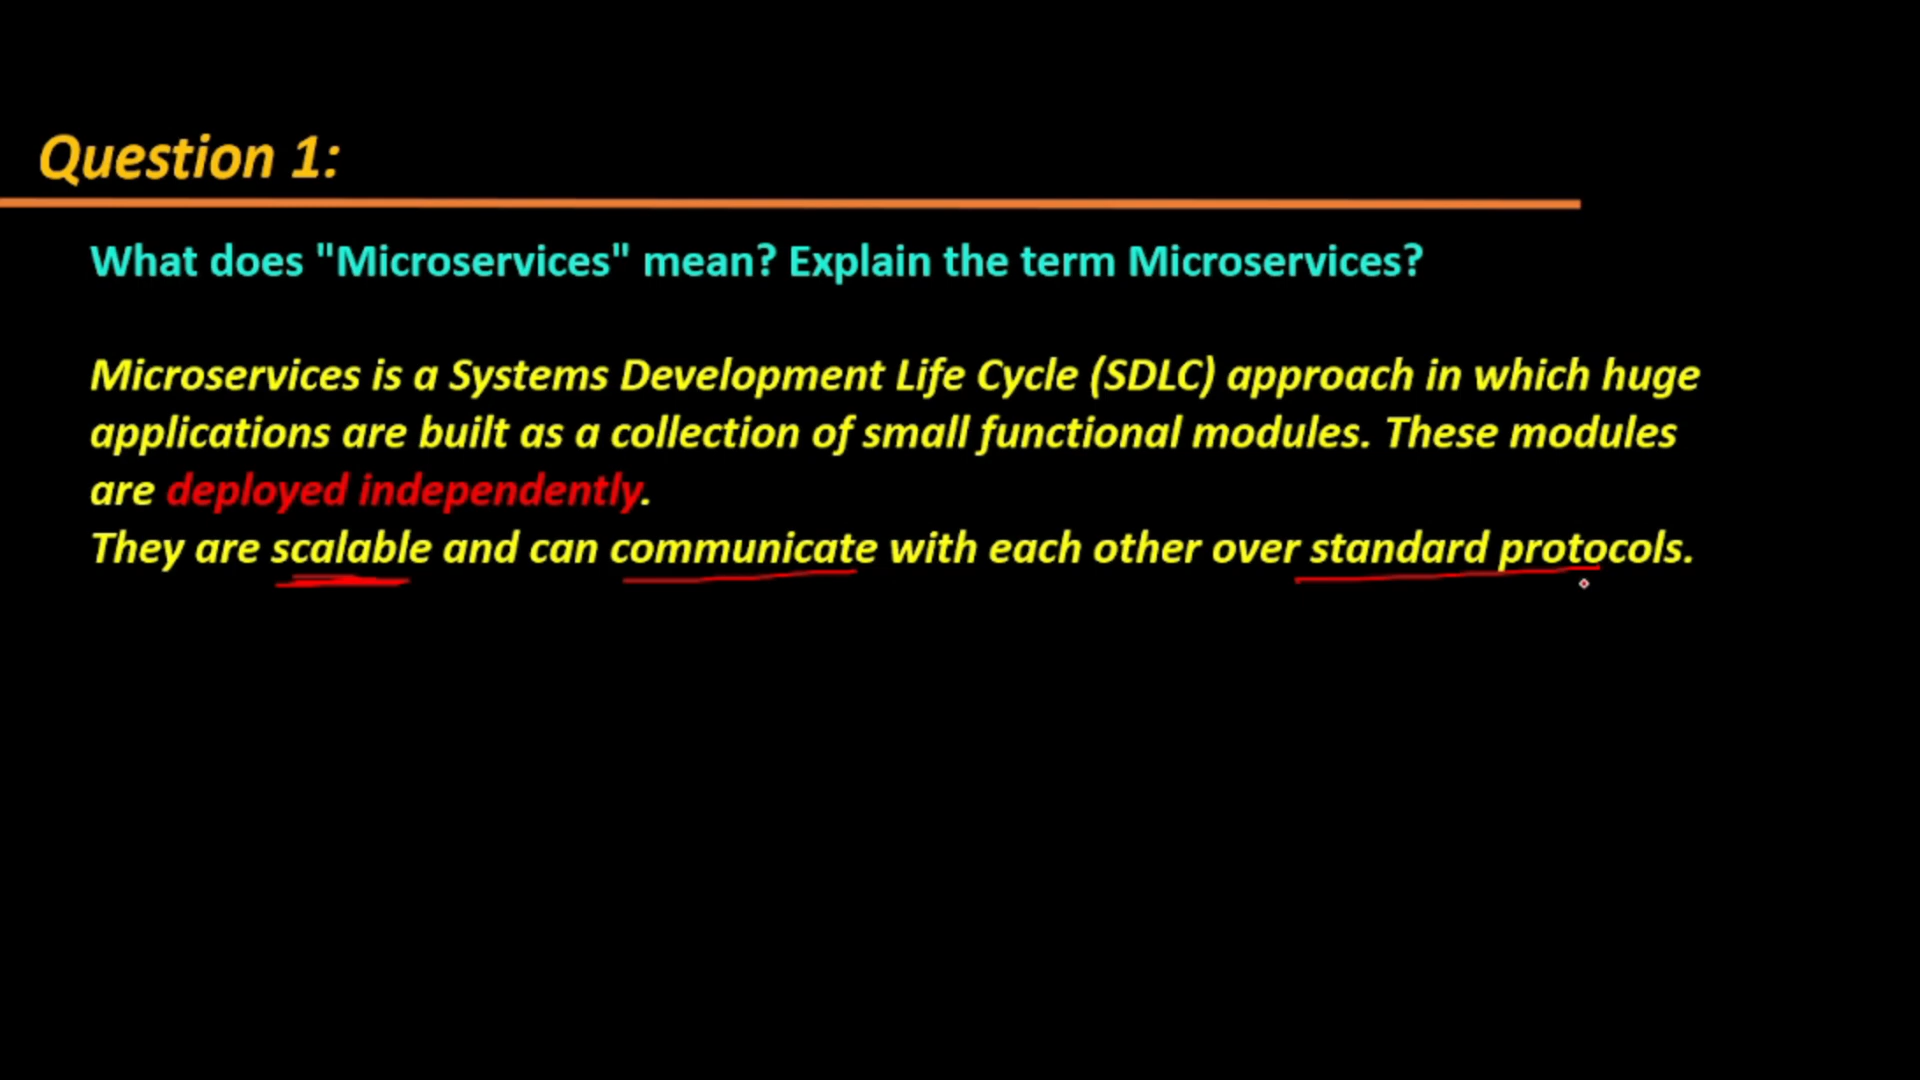 Question 1:
What does "Microservices" mean? Explain the term Microservices?
Microservices is a Systems Development Life Cycle (SDLC) approach in which huge
applications are built as a collection of small functional modules. These modules
are deployed independently.
They are scalable and can communicate with each other over standard protocols.